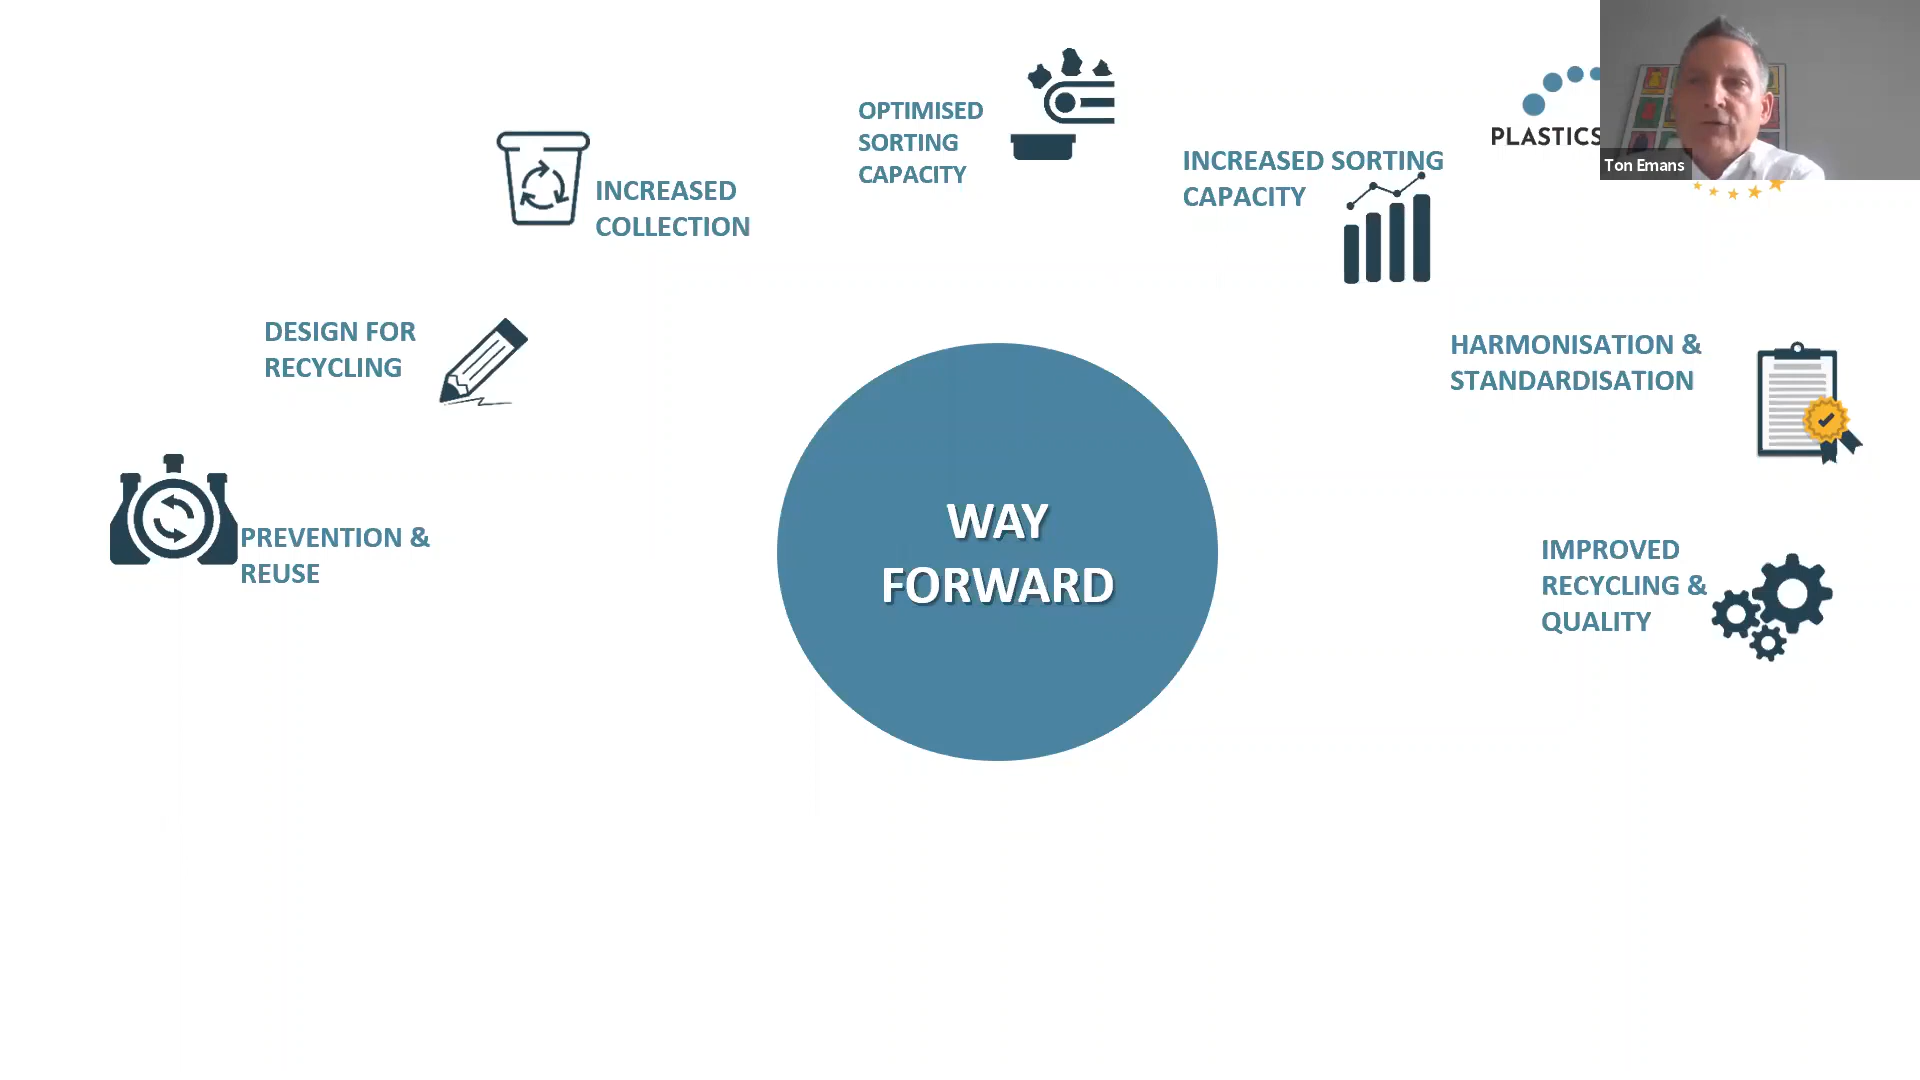 OPTIMISED
SORTING
CAPACITY
PLASTICS
Ton Emans
INCREASED SORTING
CAPACITY
INCREASED
COLLECTION
DESIGN FOR
RECYCLING
HARMONISATION &
STANDARDISATION
PREVENTION &
REUSE
WAY
FORWARD
IMPROVED
RECYCLING &
QUALITY